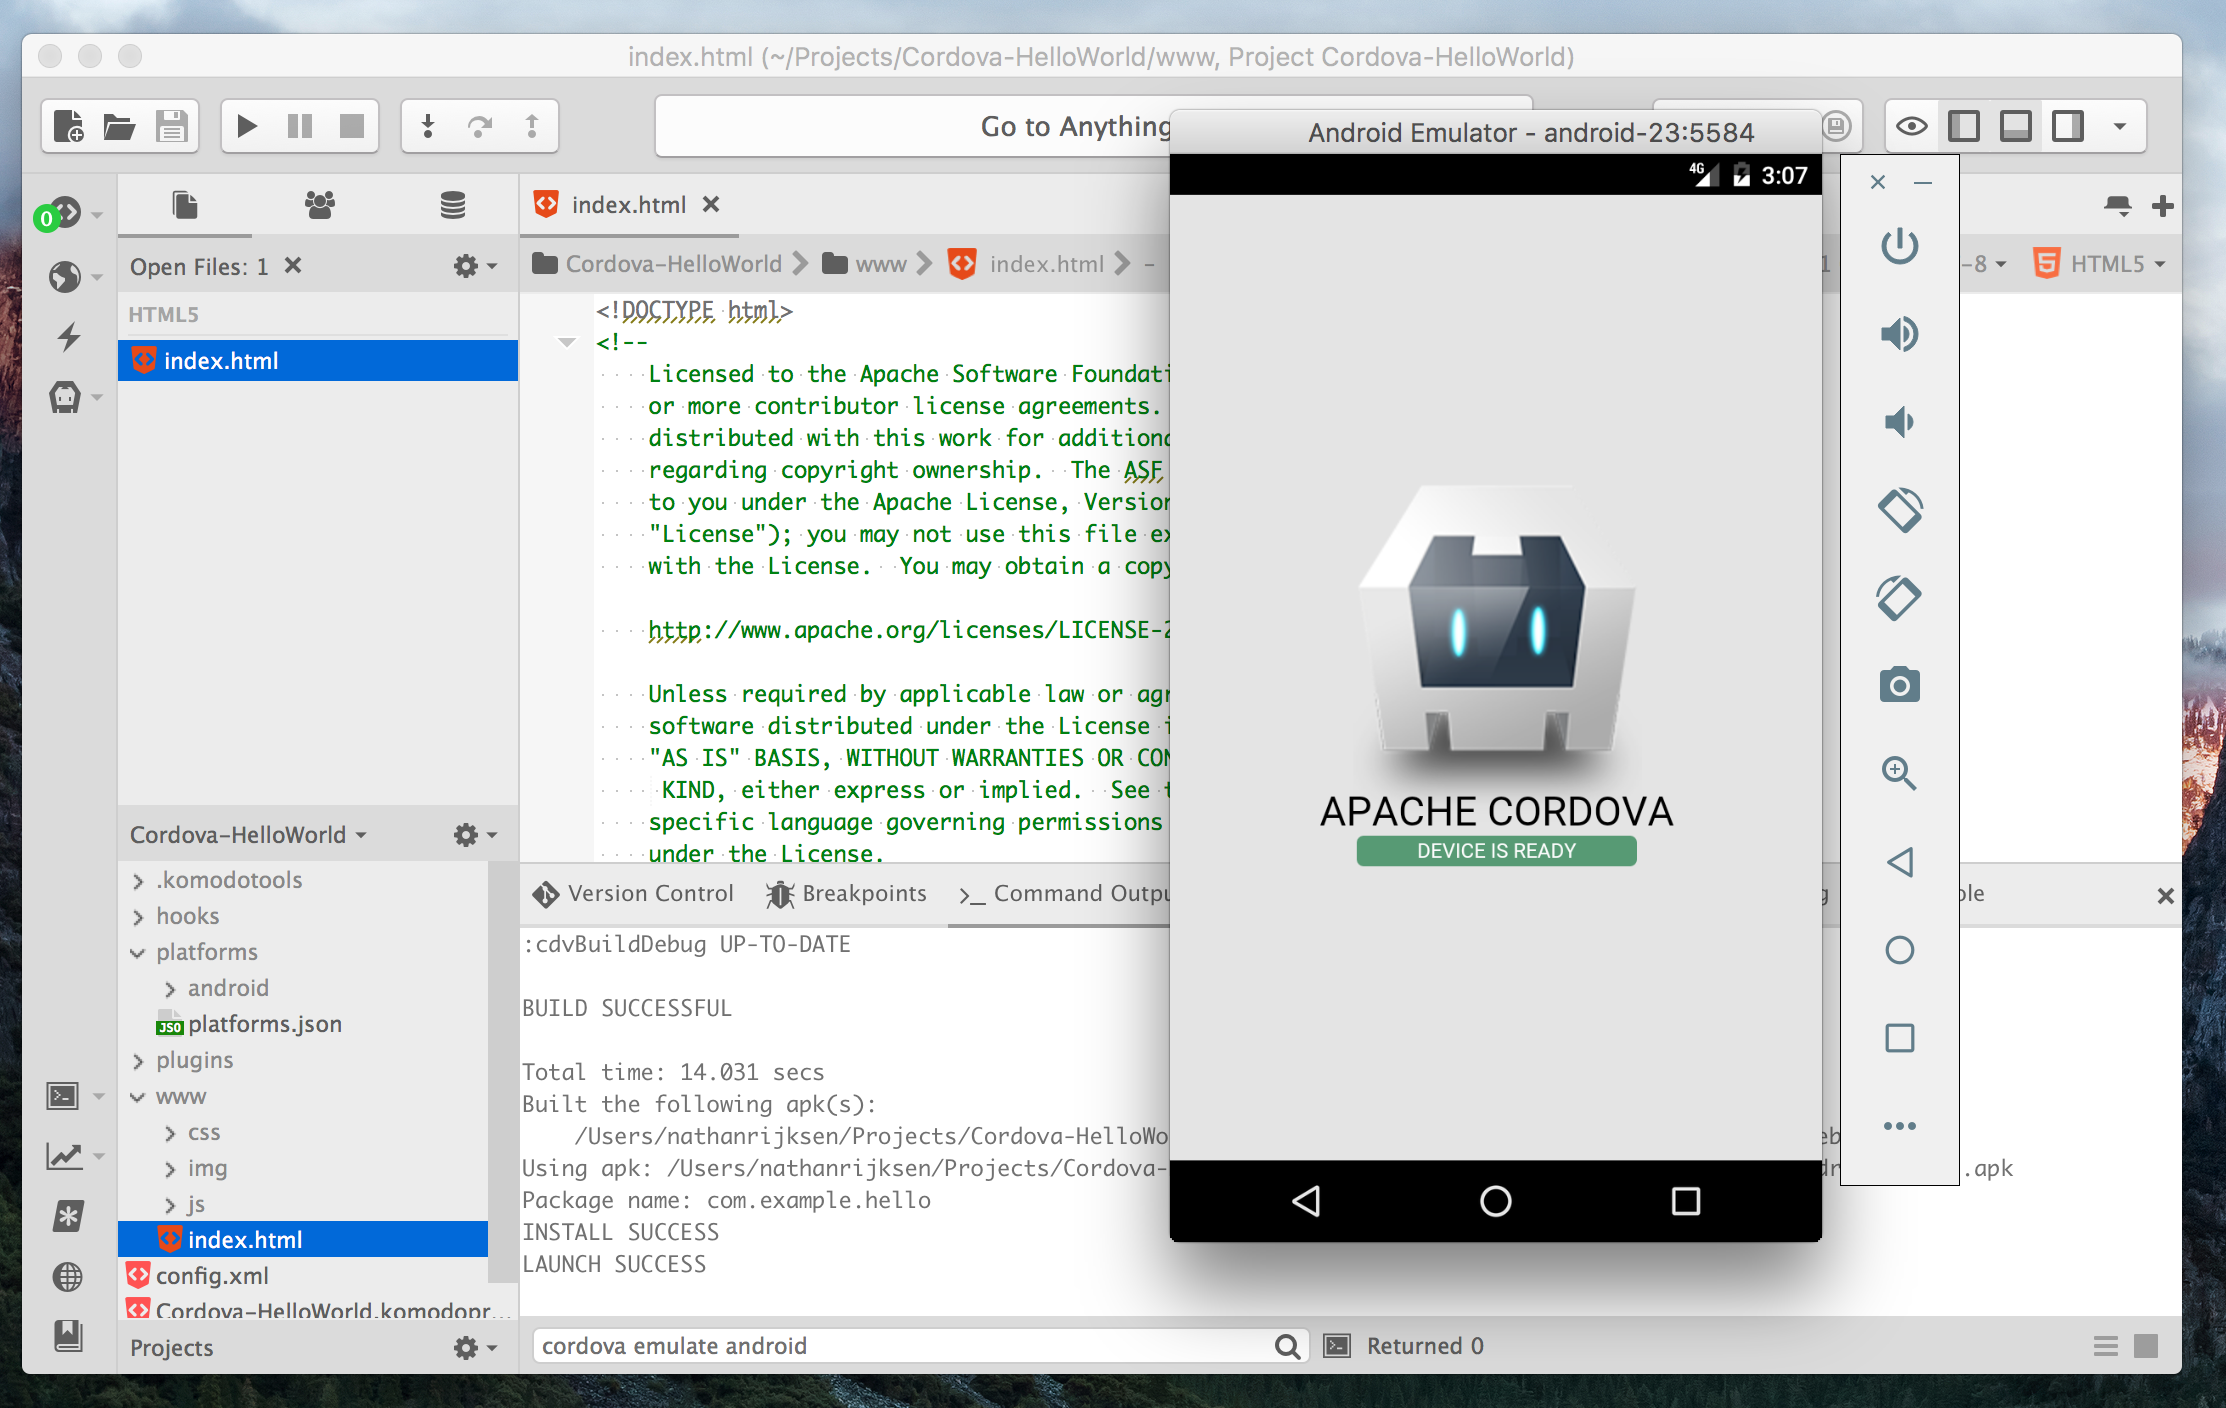 index.html (~/Projects/Cordova-HelloWorld/www, Project Cordova-HelloWorld)
Go to Anything
Android Emulator - android-23:5584
4G 3:07
0
index.html
Open Files: 1
Cordova-HelloWorld www index.html -
-8 HTML5
HTML5
index.html
<!DOCTYPE html>
<!--
Licensed to the Apache Software Foundati
or more contributor license agreements.
distributed with this work for additiona
regarding copyright ownership. The ASF
to you under the Apache License, Version
"License"); you may not use this file ex
with the License. You may obtain a copy
http://www.apache.org/licenses/LICENSE-2
Unless required by applicable law or agr
software distributed under the License i
"AS IS" BASIS, WITHOUT WARRANTIES OR CON
KIND, either express or implied. See t
specific language governing permissions
under the License.
APACHE CORDOVA
DEVICE IS READY
Cordova-HelloWorld
.komodotools
hooks
platforms
android
JSO platforms.json
plugins
www
css
img
js
index.html
config.xml
Cordova-HelloWorld.komodopr...
Projects
Version Control Breakpoints Command Outpu
:cdvBuildDebug UP-TO-DATE
BUILD SUCCESSFUL
Total time: 14.031 secs
Built the following apk(s):
/Users/nathanrijksen/Projects/Cordova-HelloWo
Using apk: /Users/nathanrijksen/Projects/Cordova- .apk
Package name: com.example.hello
INSTALL SUCCESS
LAUNCH SUCCESS
cordova emulate android
Returned 0